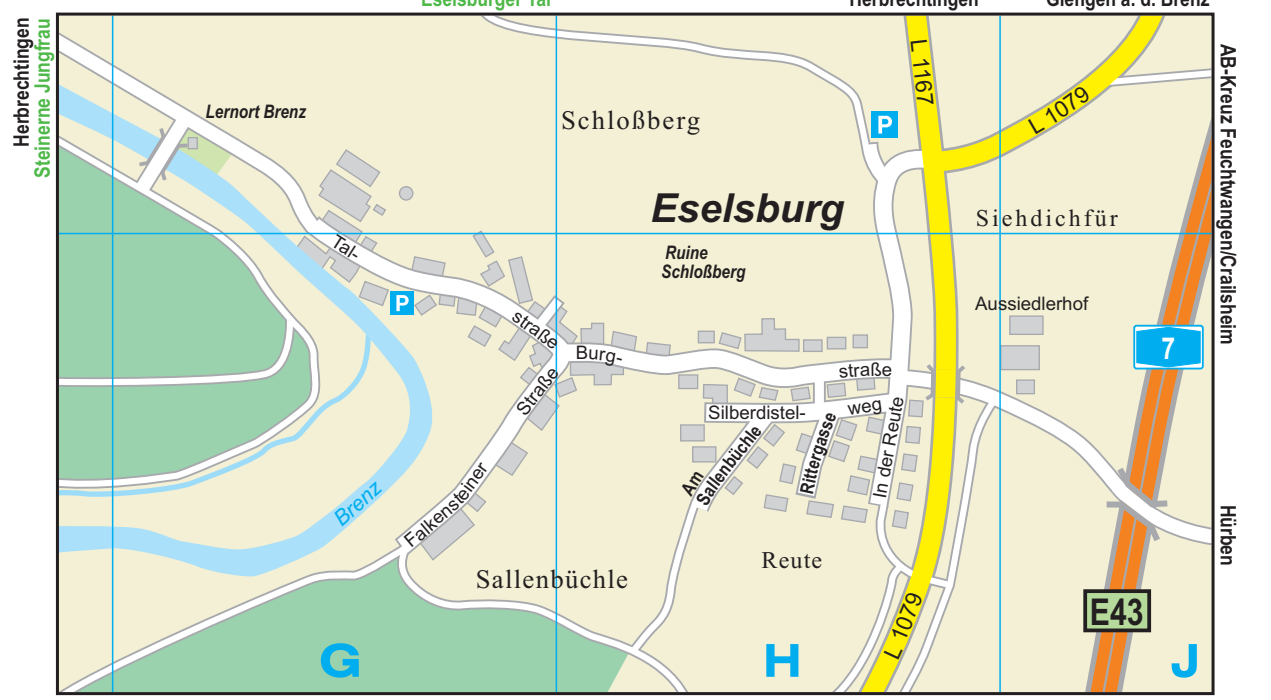 Eselsburger Tal
Herbrechtingen
Giengen a. d. Brenz
Herbrechtingen
Steinerne Jungfrau
AB-Kreuz Feuchtwangen/Crailsheim
Hürben
Lernort Brenz
Schloßberg
P
L 1167
L 1079
Eselsburg
Siehdichfür
Ruine
Schloßberg
Tal-
straße
P
Aussiedlerhof
7
Burg-
straße
Straße
Falkensteiner
Silberdistel-
weg
Am
Sallenbüchle
Rittergasse
In der Reute
Brenz
Sallenbüchle
Reute
L 1079
E43
G
H
J